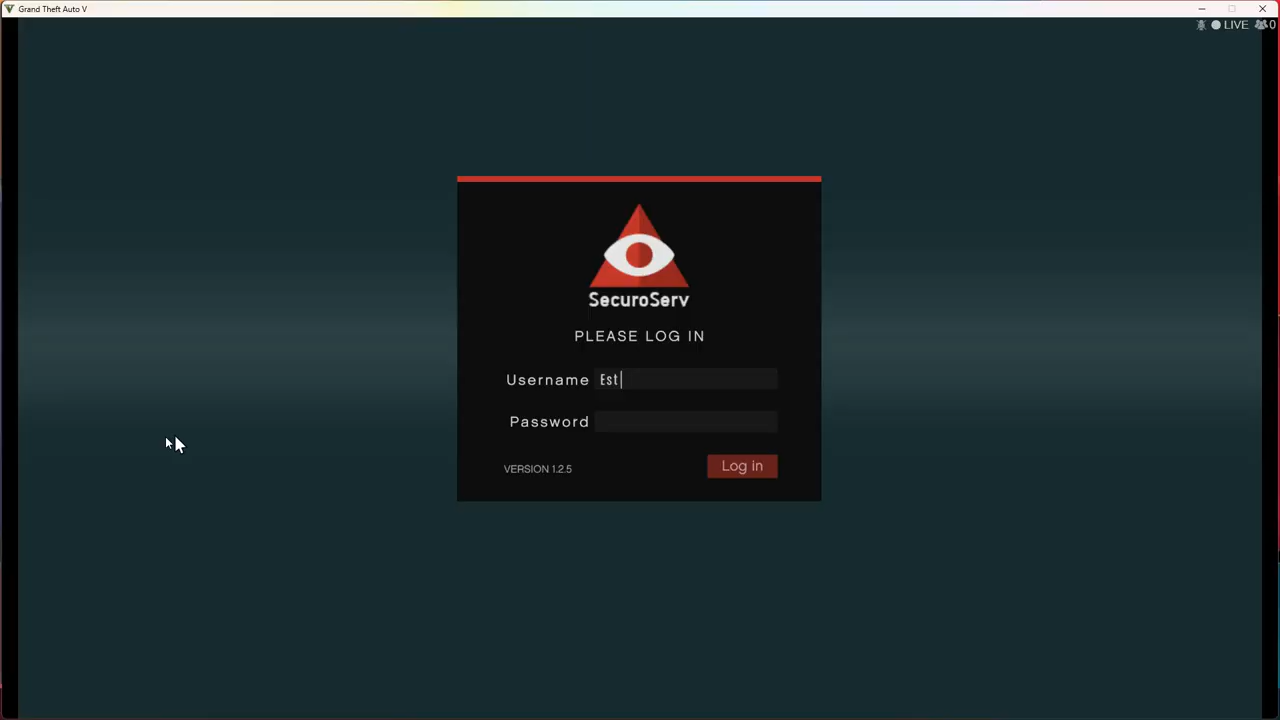 Grand Theft Auto V
LIVE 0
SecuroServ
PLEASE LOG IN
Username Est
Password
VERSION 1.2.5 Log in